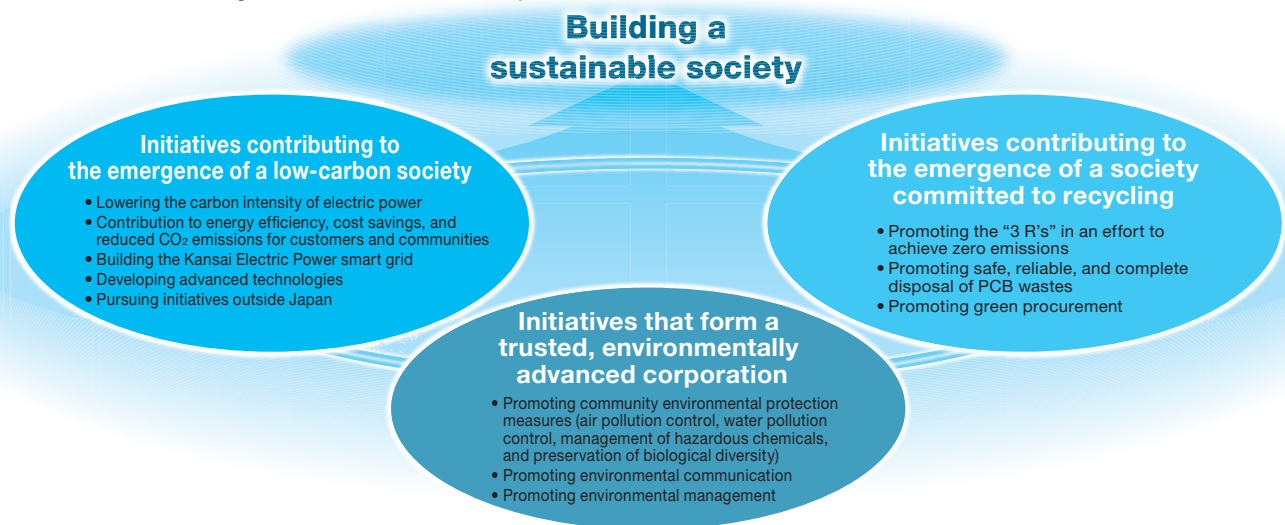 Building a
sustainable society
Initiatives contributing to
the emergence of a low-carbon society
• Lowering the carbon intensity of electric power
• Contribution to energy efficiency, cost savings, and
reduced CO₂ emissions for customers and communities
• Building the Kansai Electric Power smart grid
• Developing advanced technologies
• Pursuing initiatives outside Japan
Initiatives contributing to
the emergence of a society
committed to recycling
• Promoting the “3 R’s” in an effort to
achieve zero emissions
• Promoting safe, reliable, and complete
disposal of PCB wastes
• Promoting green procurement
Initiatives that form a
trusted, environmentally
advanced corporation
• Promoting community environmental protection
measures (air pollution control, water pollution
control, management of hazardous chemicals,
and preservation of biological diversity)
• Promoting environmental communication
• Promoting environmental management